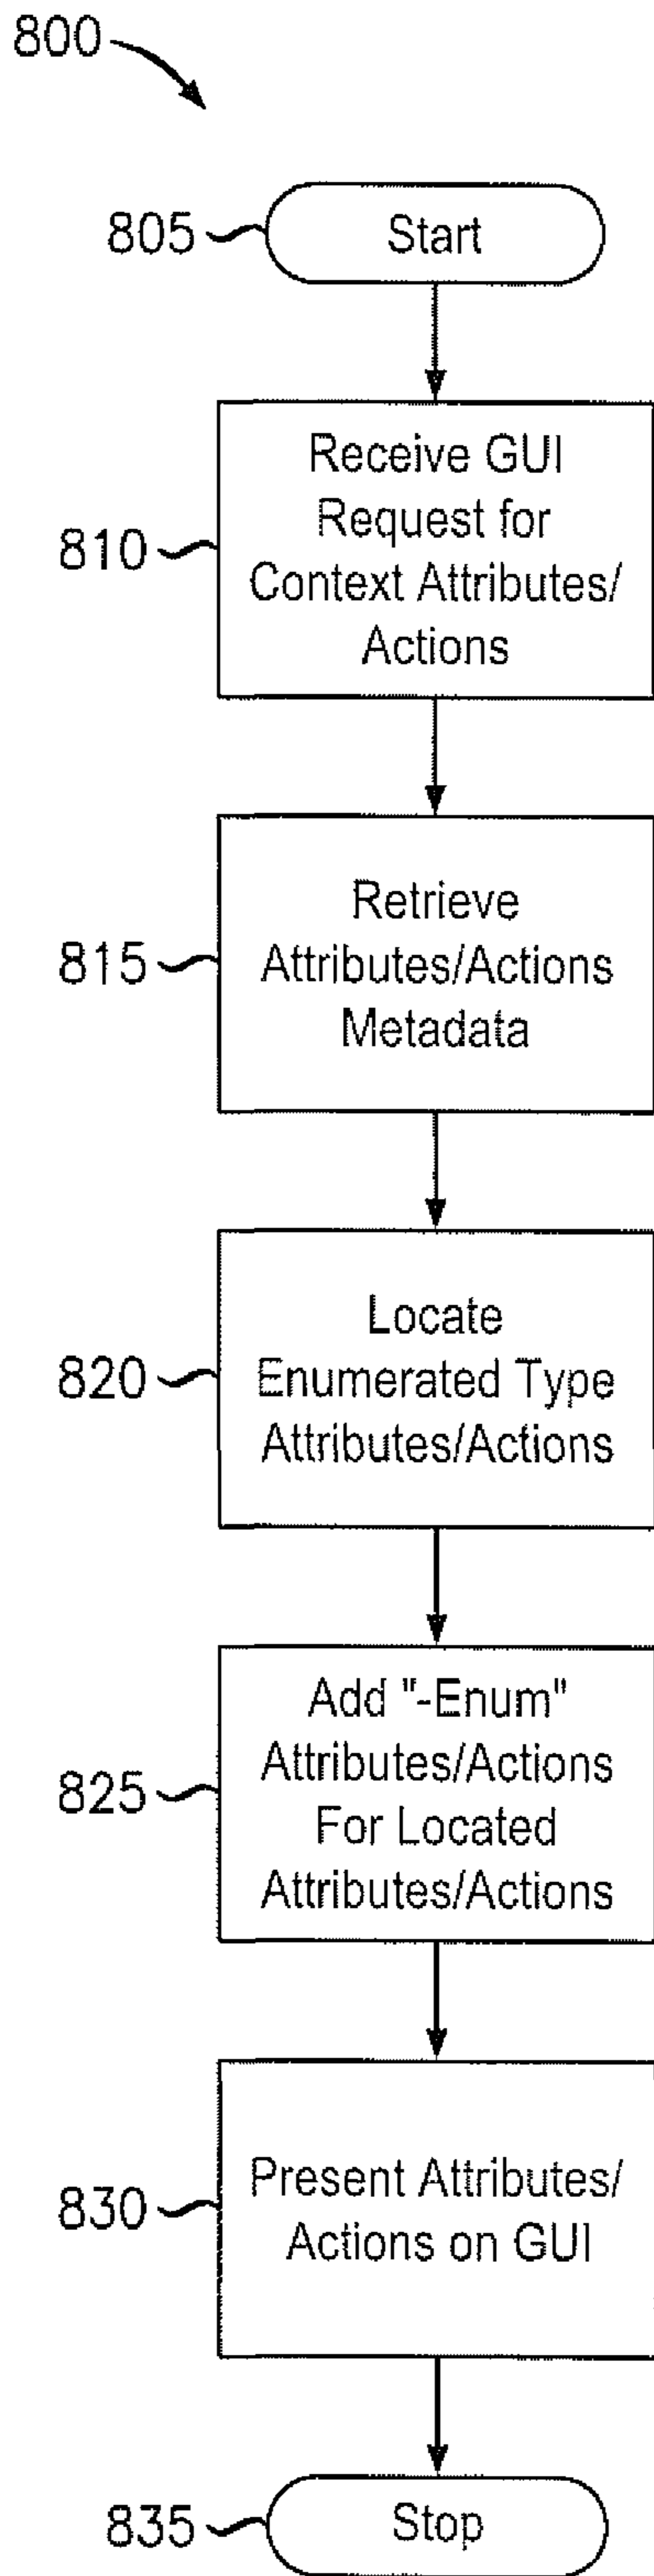 800
805
Start
810
Receive GUI
Request for
Context Attributes/
Actions
815
Retrieve
Attributes/Actions
Metadata
820
Locate
Enumerated Type
Attributes/Actions
825
Add "-Enum"
Attributes/Actions
For Located
Attributes/Actions
830
Present Attributes/
Actions on GUI
835
Stop